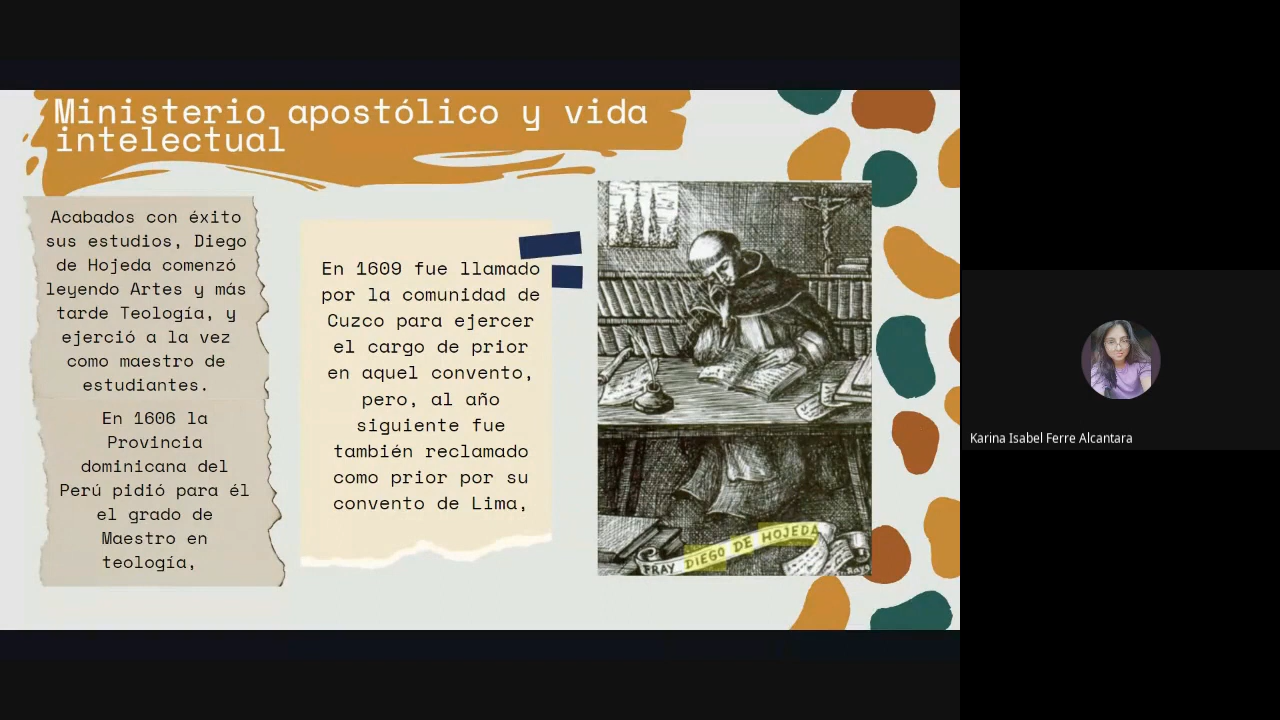 Ministerio apostólico y vida
intelectual
Acabados con éxito
sus estudios, Diego
de Hojeda comenzó
leyendo Artes y más
tarde Teología, y
ejerció a la vez
como maestro de
estudiantes.
En 1606 la
Provincia
dominicana del
Perú pidió para él
el grado de
Maestro en
teología,
En 1609 fue llamado
por la comunidad de
Cuzco para ejercer
el cargo de prior
en aquel convento,
pero, al año
siguiente fue
también reclamado
como prior por su
convento de Lima,
FRAY DIEGO DE HOJEDA
Karina Isabel Ferre Alcantara